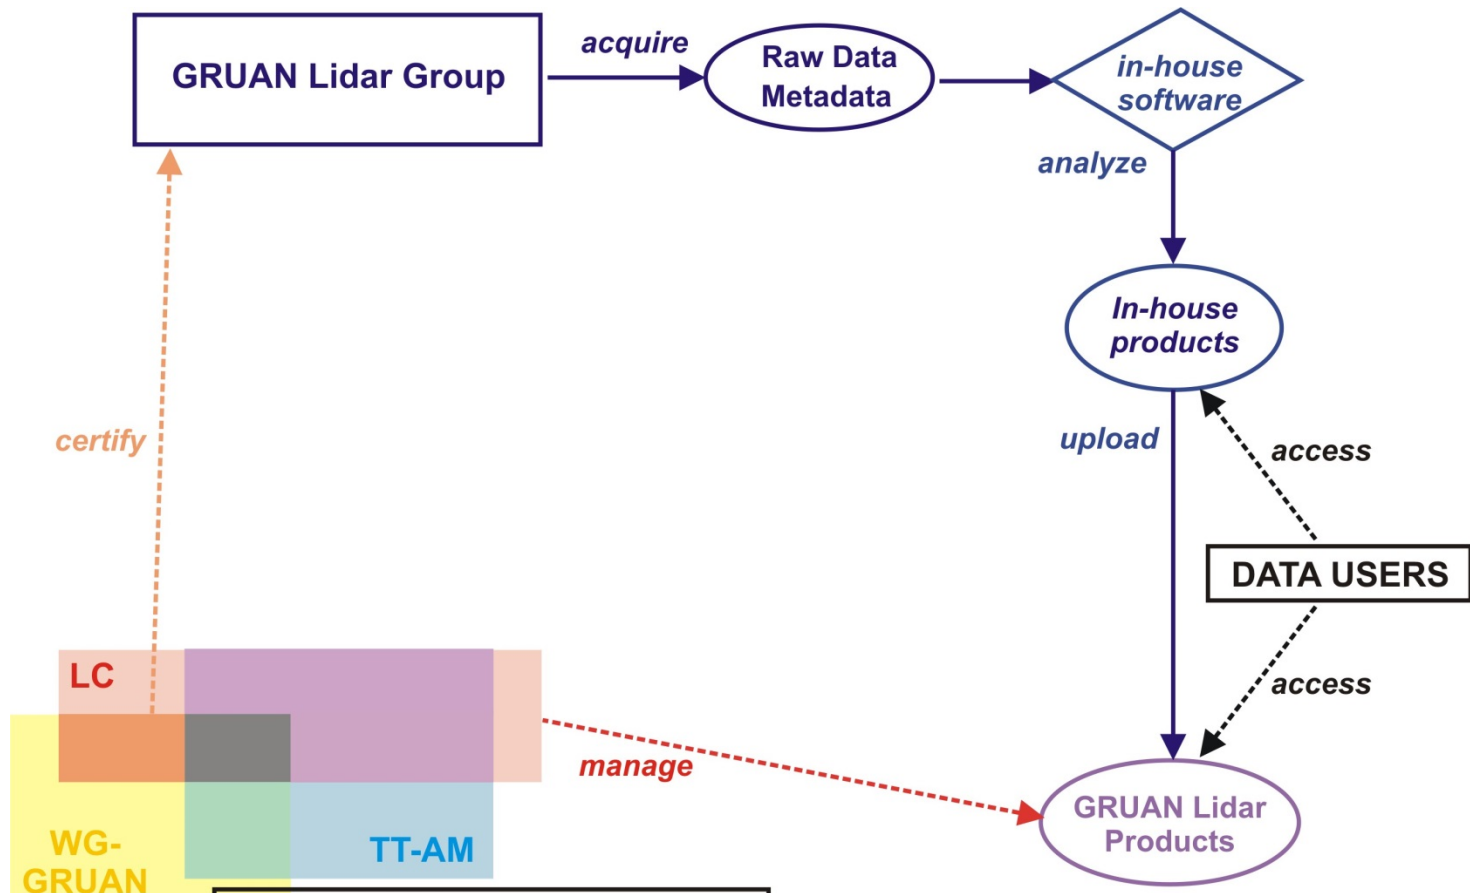 GRUAN Lidar Group
acquire
Raw Data
Metadata
in-house
software
analyze
In-house
products
certify
upload
access
DATA USERS
LC
access
manage
GRUAN Lidar
Products
WG-
GRUAN
TT-AM